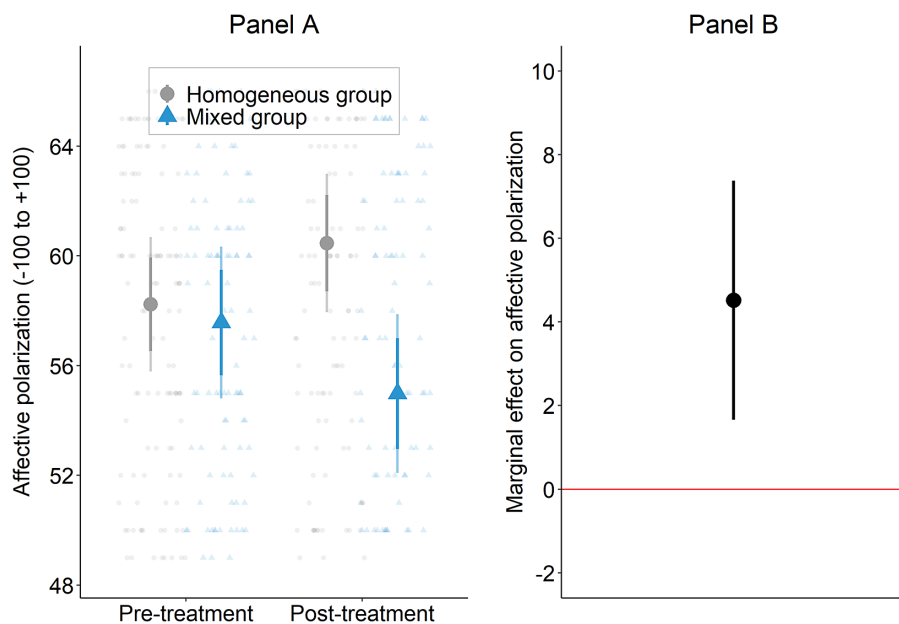 Panel A
Homogeneous group
Mixed group
Affective polarization (-100 to +100)
64
60
56
52
48
Pre-treatment
Post-treatment
Panel B
Marginal effect on affective polarization
10
8
6
4
2
0
-2